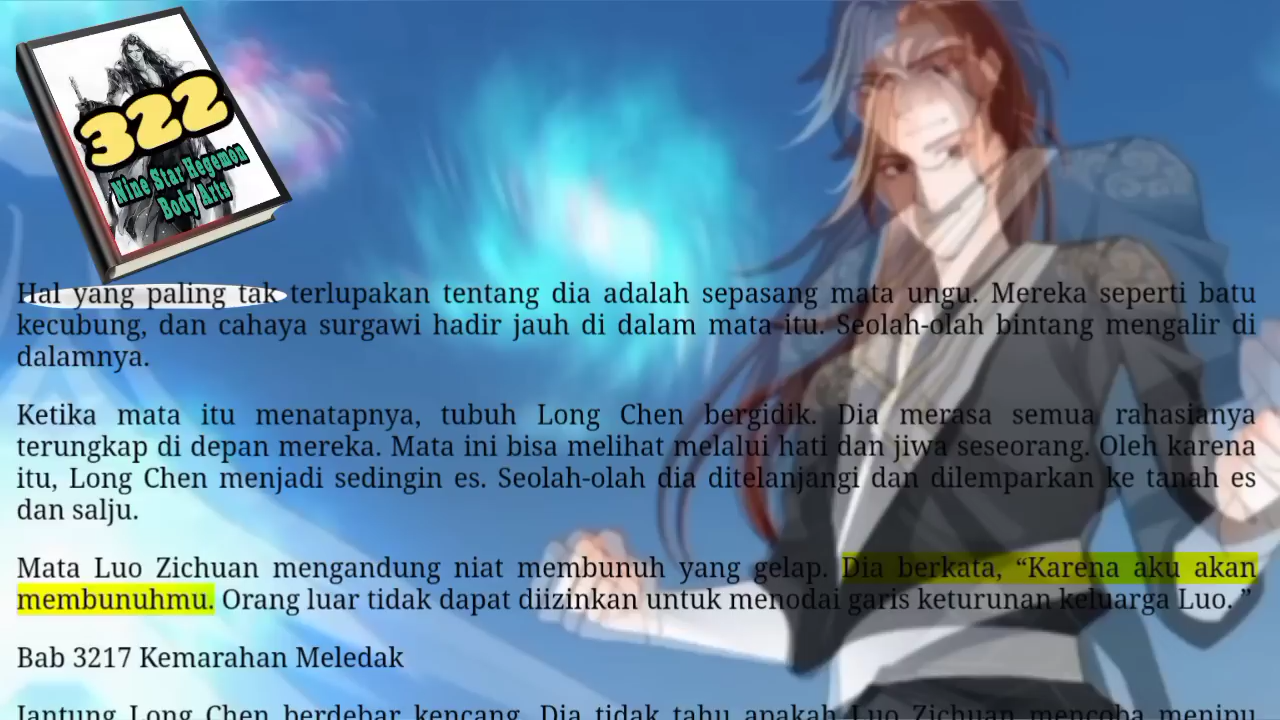 322
Nine Star Hegemon
Body Arts
Hal yang paling tak terlupakan tentang dia adalah sepasang mata ungu. Mereka seperti batu
kecubung, dan cahaya surgawi hadir jauh di dalam mata itu. Seolah-olah bintang mengalir di
dalamnya.
Ketika mata itu menatapnya, tubuh Long Chen bergidik. Dia merasa semua rahasianya
terungkap di depan mereka. Mata ini bisa melihat melalui hati dan jiwa seseorang. Oleh karena
itu, Long Chen menjadi sedingin es. Seolah-olah dia ditelanjangi dan dilemparkan ke tanah es
dan salju.
Mata Luo Zichuan mengandung niat membunuh yang gelap. Dia berkata, “Karena aku akan
membunuhmu. Orang luar tidak dapat diizinkan untuk menodai garis keturunan keluarga Luo. ”
Bab 3217 Kemarahan Meledak
Jantung Long Chen berdebar kencang. Dia tidak tahu apakah Luo Zichuan mencoba menipu